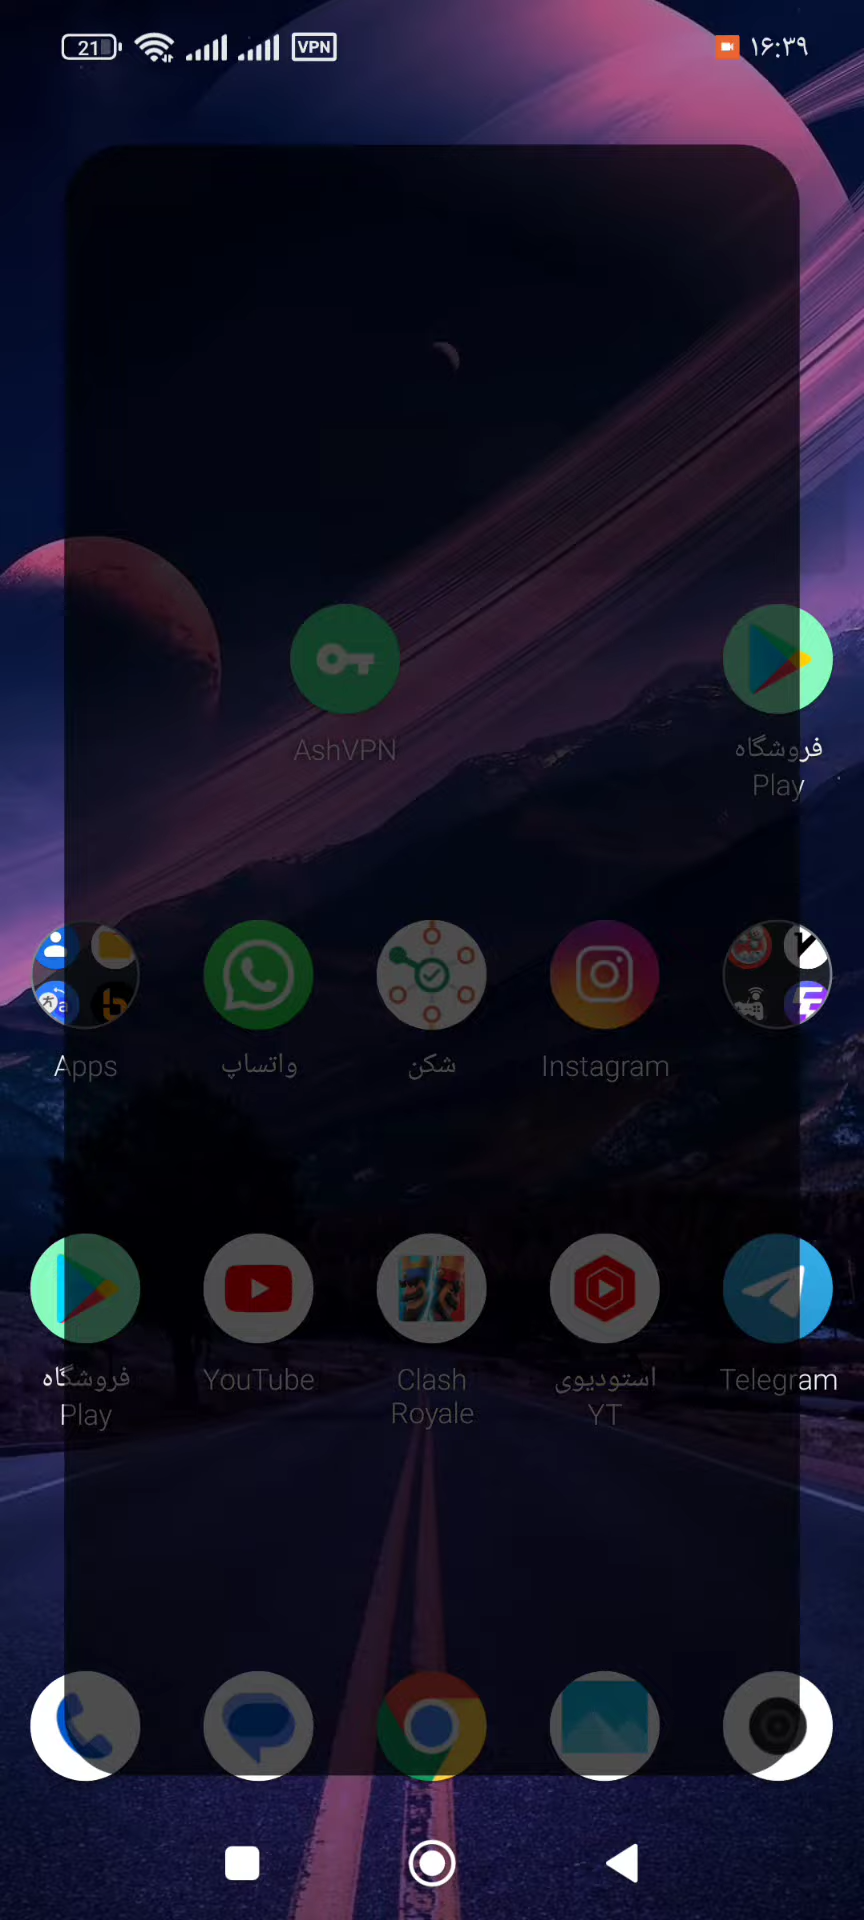 21
VPN
۱۶:۳۹
AshVPN
فروشگاه
Play
Apps
واتساپ
شکن
Instagram
فروشگاه
Play
YouTube
Clash
Royale
استودیوی
YT
Telegram